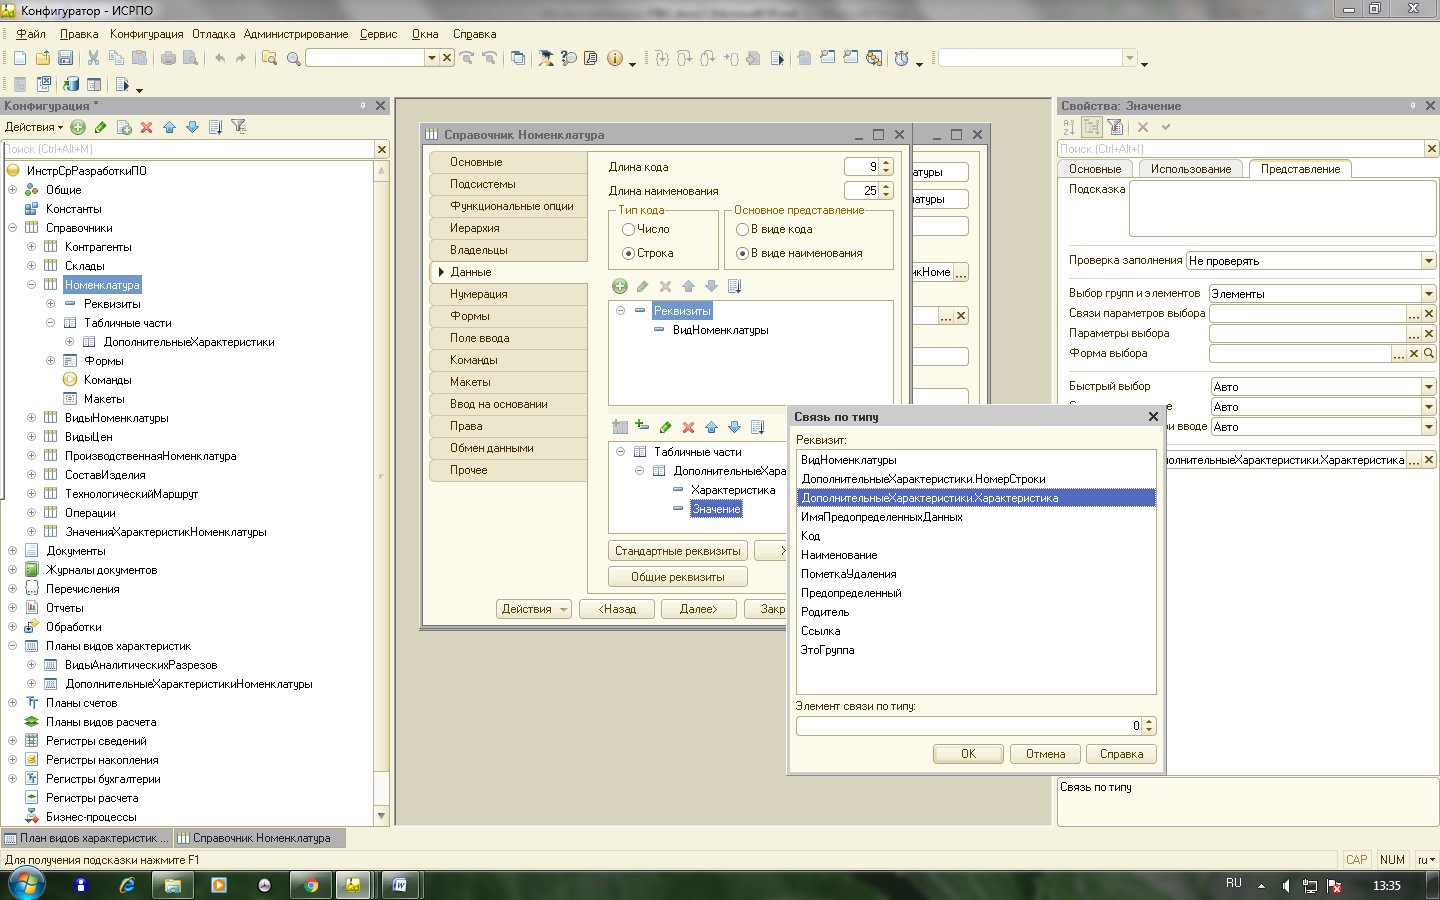 Конфигуратор - ИСРПО
Файл Правка Конфигурация Отладка Администрирование Сервис Окна Справка
Конфигурация *
Действия
Поиск (Ctrl+Alt+M)
ИнстрСрРазработкиПО
Общие
Константы
Справочники
Контрагенты
Склады
Номенклатура
Реквизиты
Табличные части
ДополнительныеХарактеристики
Формы
Команды
Макеты
ВидыНоменклатуры
ВидыЦен
ПроизводственнаяНоменклатура
СоставИзделия
ТехнологическийМаршрут
Операции
ЗначенияХарактеристикНоменклатуры
Документы
Журналы документов
Перечисления
Отчеты
Обработки
Планы видов характеристик
ВидыАналитическихРазрезов
ДополнительныеХарактеристикиНоменклатуры
Планы счетов
Планы видов расчета
Регистры сведений
Регистры накопления
Регистры бухгалтерии
Регистры расчета
Бизнес-процессы
Справочник Номенклатура
Основные
Подсистемы
Функциональные опции
Иерархия
Владельцы
Данные
Нумерация
Формы
Поле ввода
Команды
Макеты
Ввод на основании
Права
Обмен данными
Прочее
Длина кода 9
Длина наименования 25
Тип кода
Число
Строка
Основное представление
В виде кода
В виде наименования
Реквизиты
ВидНоменклатуры
Табличные части
ДополнительныеХара
Характеристика
Значение
Стандартные реквизиты
Общие реквизиты
Действия <Назад Далее> Закр
атуры
латуры
икНоме ...
Связь по типу
Реквизит:
ВидНоменклатуры
ДополнительныеХарактеристики.НомерСтроки
ДополнительныеХарактеристики.Характеристика
ИмяПредопределенныхДанных
Код
Наименование
ПометкаУдаления
Предопределенный
Родитель
Ссылка
ЭтоГруппа
Элемент связи по типу:
0
OK Отмена Справка
Свойства: Значение
Поиск (Ctrl+Alt+I)
Основные Использование Представление
Подсказка
Проверка заполнения Не проверять
Выбор групп и элементов Элементы
Связи параметров выбора
Параметры выбора
Форма выбора
Быстрый выбор Авто
Авто
ри вводе Авто
олнительныеХарактеристики.Характеристика ...
Связь по типу
План видов характеристик ... Справочник Номенклатура
Для получения подсказки нажмите F1
CAP NUM ru
RU 13:35